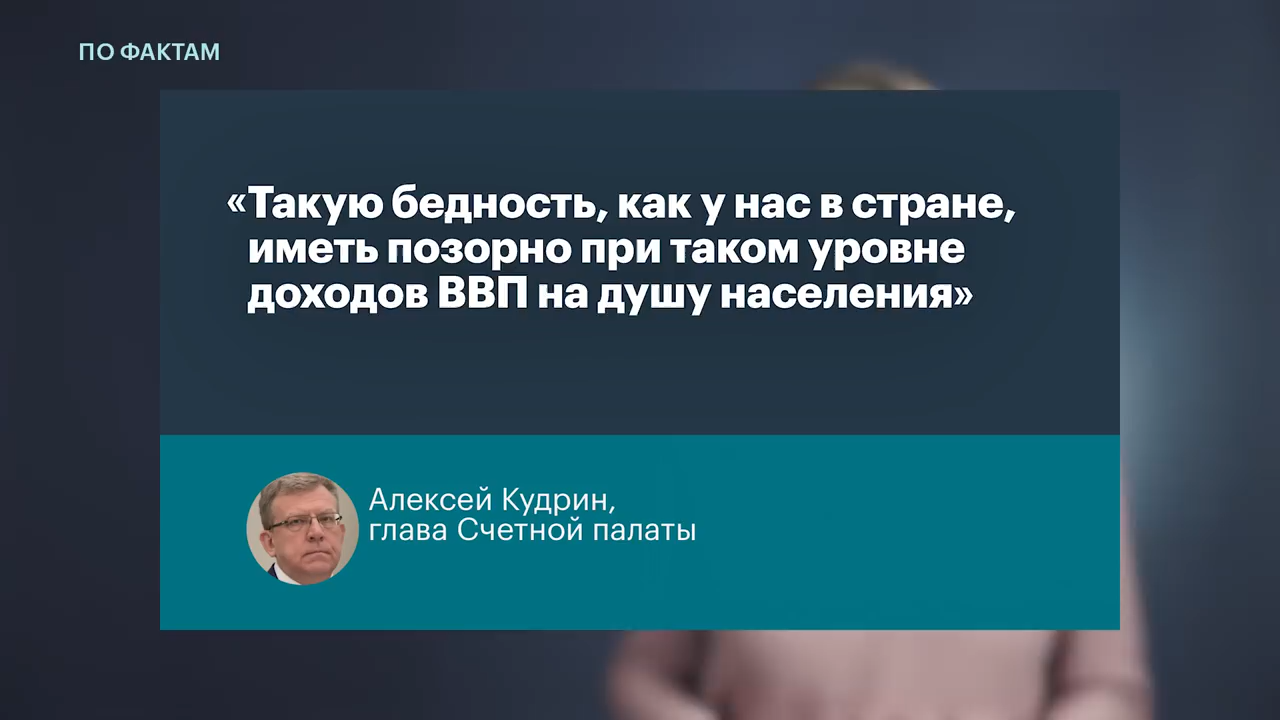 ПО ФАКТАМ
«Такую бедность, как у нас в стране,
иметь позорно при таком уровне
доходов ВВП на душу населения»
Алексей Кудрин,
глава Счетной палаты